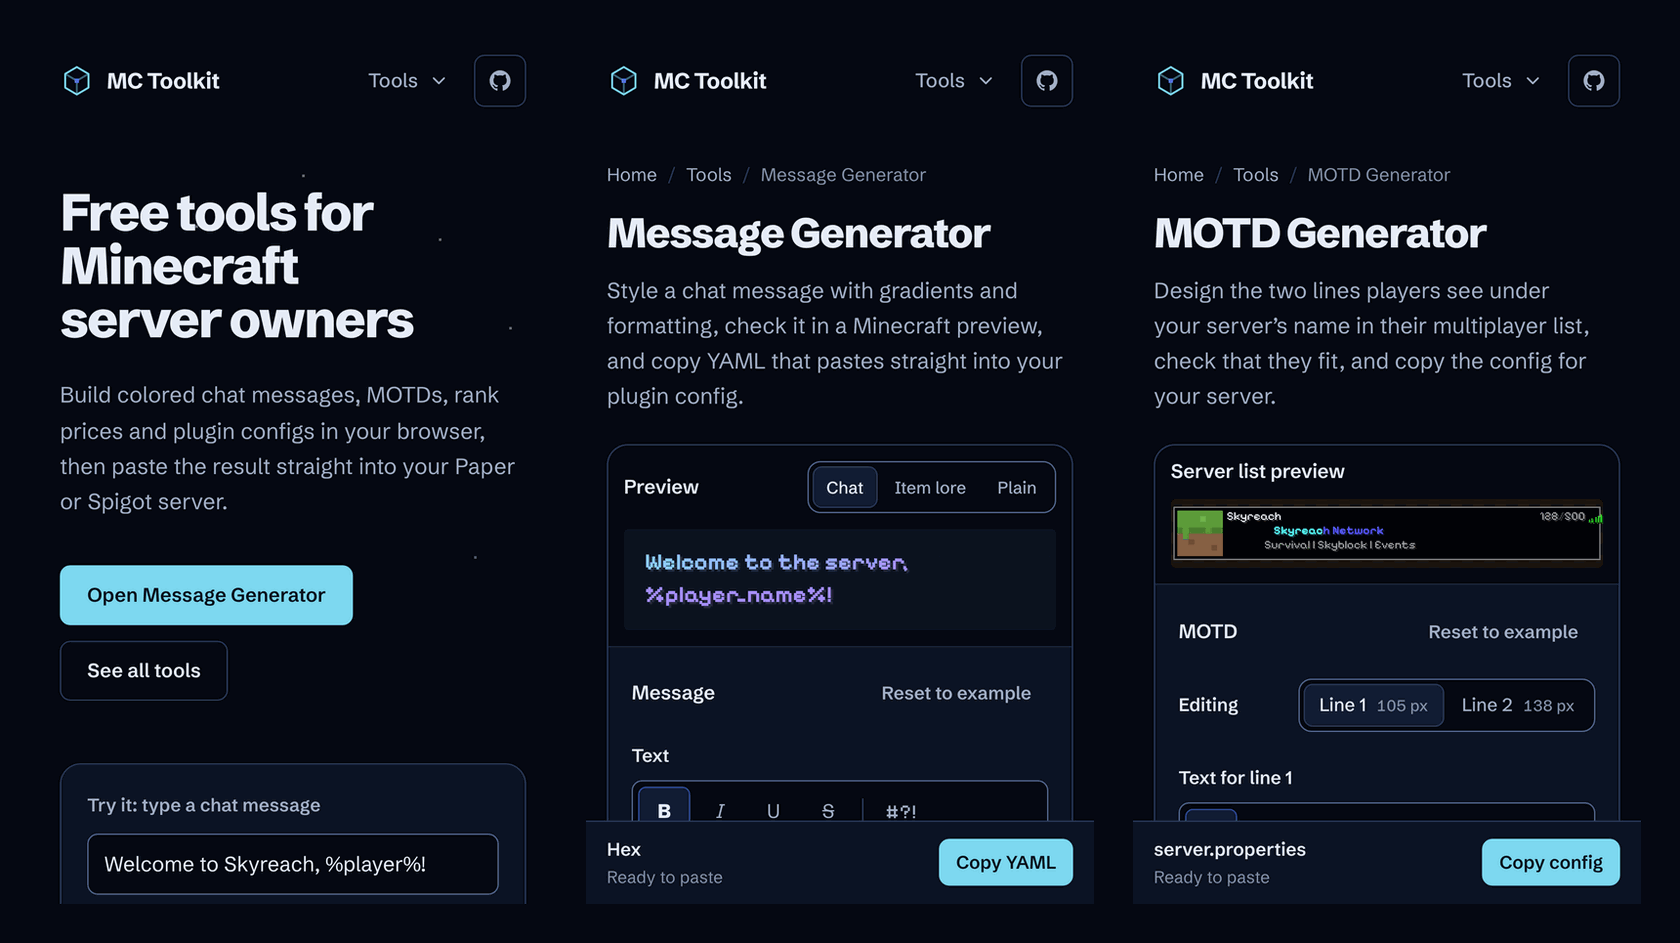 MC Toolkit
Tools
Free tools for
Minecraft
server owners
Build colored chat messages, MOTDs, rank
prices and plugin configs in your browser,
then paste the result straight into your Paper
or Spigot server.
Open Message Generator
See all tools
Try it: type a chat message
Welcome to Skyreach, %player%!
MC Toolkit
Tools
Home / Tools / Message Generator
Message Generator
Style a chat message with gradients and
formatting, check it in a Minecraft preview,
and copy YAML that pastes straight into your
plugin config.
Preview
Chat Item lore Plain
Welcome to the server,
%player_name%!
Message
Reset to example
Text
B I U S #?!
Hex
Ready to paste
Copy YAML
MC Toolkit
Tools
Home / Tools / MOTD Generator
MOTD Generator
Design the two lines players see under
your server’s name in their multiplayer list,
check that they fit, and copy the config for
your server.
Server list preview
Skyreach
Skyreach Network
Survival | Skyblock | Events
MOTD
Reset to example
Editing
Line 1 105 px Line 2 138 px
Text for line 1
server.properties
Ready to paste
Copy config